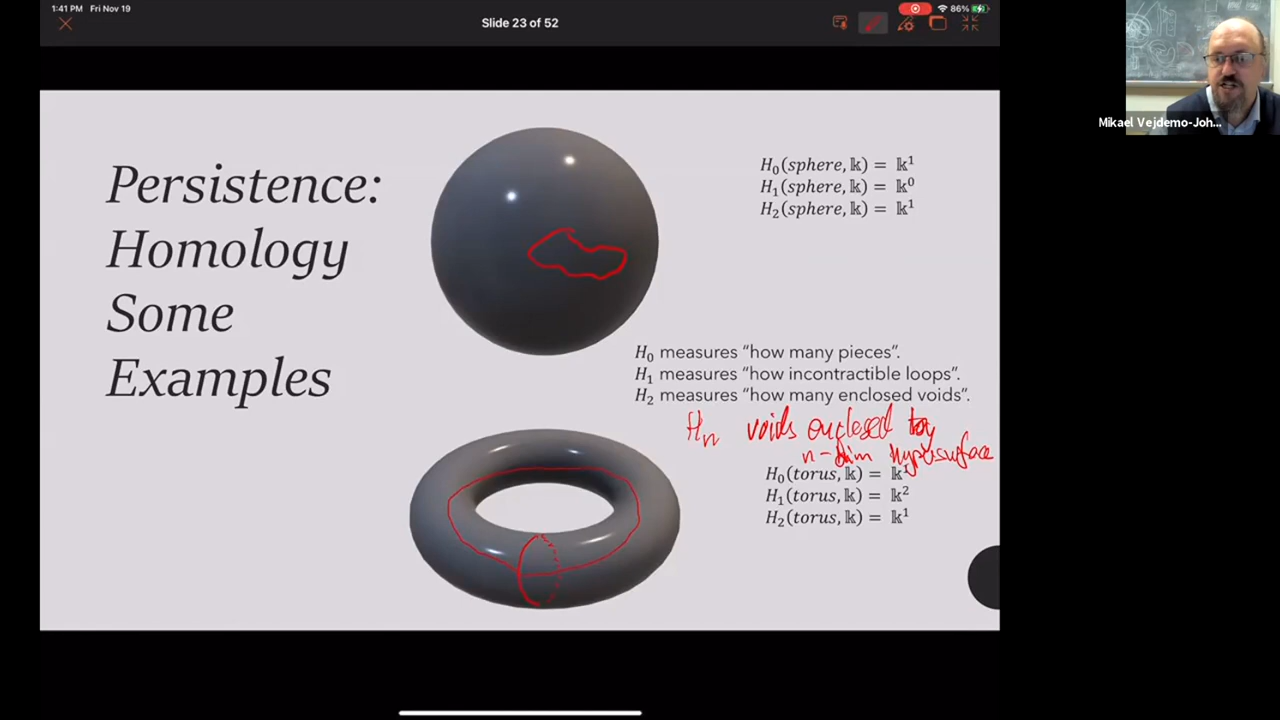 1:41 PM Fri Nov 19
Slide 23 of 52
86%
Mikael Vejdemo-Joh...
Persistence:
Homology
Some
Examples
H₀(sphere, 𝕜) = 𝕜¹
H₁(sphere, 𝕜) = 𝕜⁰
H₂(sphere, 𝕜) = 𝕜¹
H₀ measures “how many pieces”.
H₁ measures “how incontractible loops”.
H₂ measures “how many enclosed voids”.
Hₙ voids enclosed by
n-dim hypersurface
H₀(torus, 𝕜) = 𝕜¹
H₁(torus, 𝕜) = 𝕜²
H₂(torus, 𝕜) = 𝕜¹